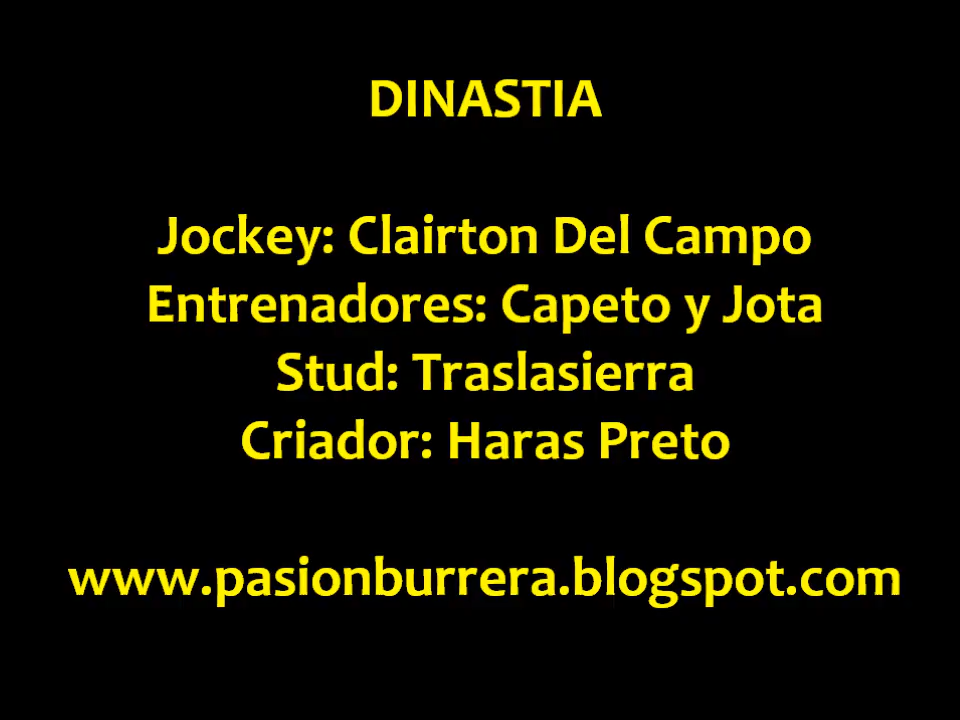 DINASTIA
Jockey: Clairton Del Campo
Entrenadores: Capeto y Jota
Stud: Traslasierra
Criador: Haras Preto
www.pasionburrera.blogspot.com